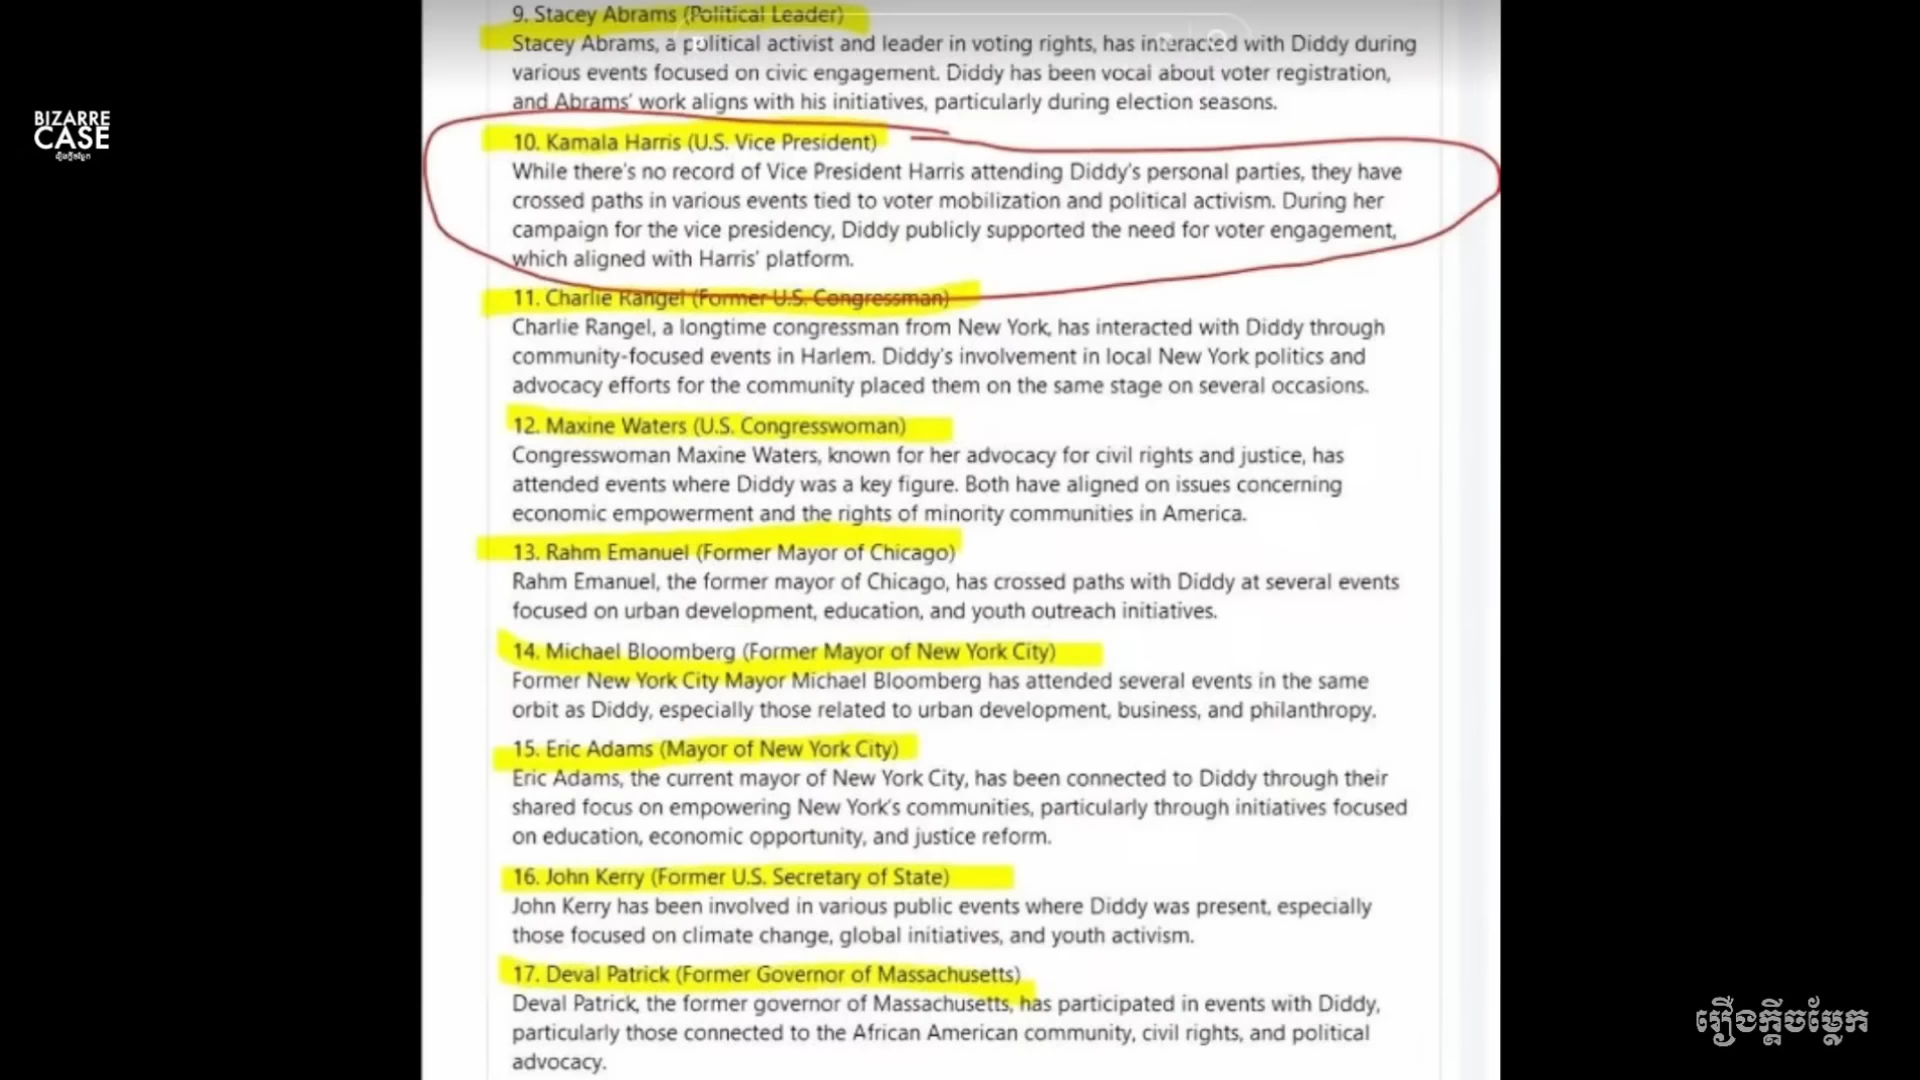 BIZARRE
CASE
រឿងក្ដីចម្លែក
9. Stacey Abrams (Political Leader)
Stacey Abrams, a political activist and leader in voting rights, has interacted with Diddy during
various events focused on civic engagement. Diddy has been vocal about voter registration,
and Abrams' work aligns with his initiatives, particularly during election seasons.
10. Kamala Harris (U.S. Vice President)
While there's no record of Vice President Harris attending Diddy's personal parties, they have
crossed paths in various events tied to voter mobilization and political activism. During her
campaign for the vice presidency, Diddy publicly supported the need for voter engagement,
which aligned with Harris' platform.
11. Charlie Rangel (Former U.S. Congressman)
Charlie Rangel, a longtime congressman from New York, has interacted with Diddy through
community-focused events in Harlem. Diddy's involvement in local New York politics and
advocacy efforts for the community placed them on the same stage on several occasions.
12. Maxine Waters (U.S. Congresswoman)
Congresswoman Maxine Waters, known for her advocacy for civil rights and justice, has
attended events where Diddy was a key figure. Both have aligned on issues concerning
economic empowerment and the rights of minority communities in America.
13. Rahm Emanuel (Former Mayor of Chicago)
Rahm Emanuel, the former mayor of Chicago, has crossed paths with Diddy at several events
focused on urban development, education, and youth outreach initiatives.
14. Michael Bloomberg (Former Mayor of New York City)
Former New York City Mayor Michael Bloomberg has attended several events in the same
orbit as Diddy, especially those related to urban development, business, and philanthropy.
15. Eric Adams (Mayor of New York City)
Eric Adams, the current mayor of New York City, has been connected to Diddy through their
shared focus on empowering New York's communities, particularly through initiatives focused
on education, economic opportunity, and justice reform.
16. John Kerry (Former U.S. Secretary of State)
John Kerry has been involved in various public events where Diddy was present, especially
those focused on climate change, global initiatives, and youth activism.
17. Deval Patrick (Former Governor of Massachusetts)
Deval Patrick, the former governor of Massachusetts, has participated in events with Diddy,
particularly those connected to the African American community, civil rights, and political
advocacy.
រឿងក្ដីចម្លែក